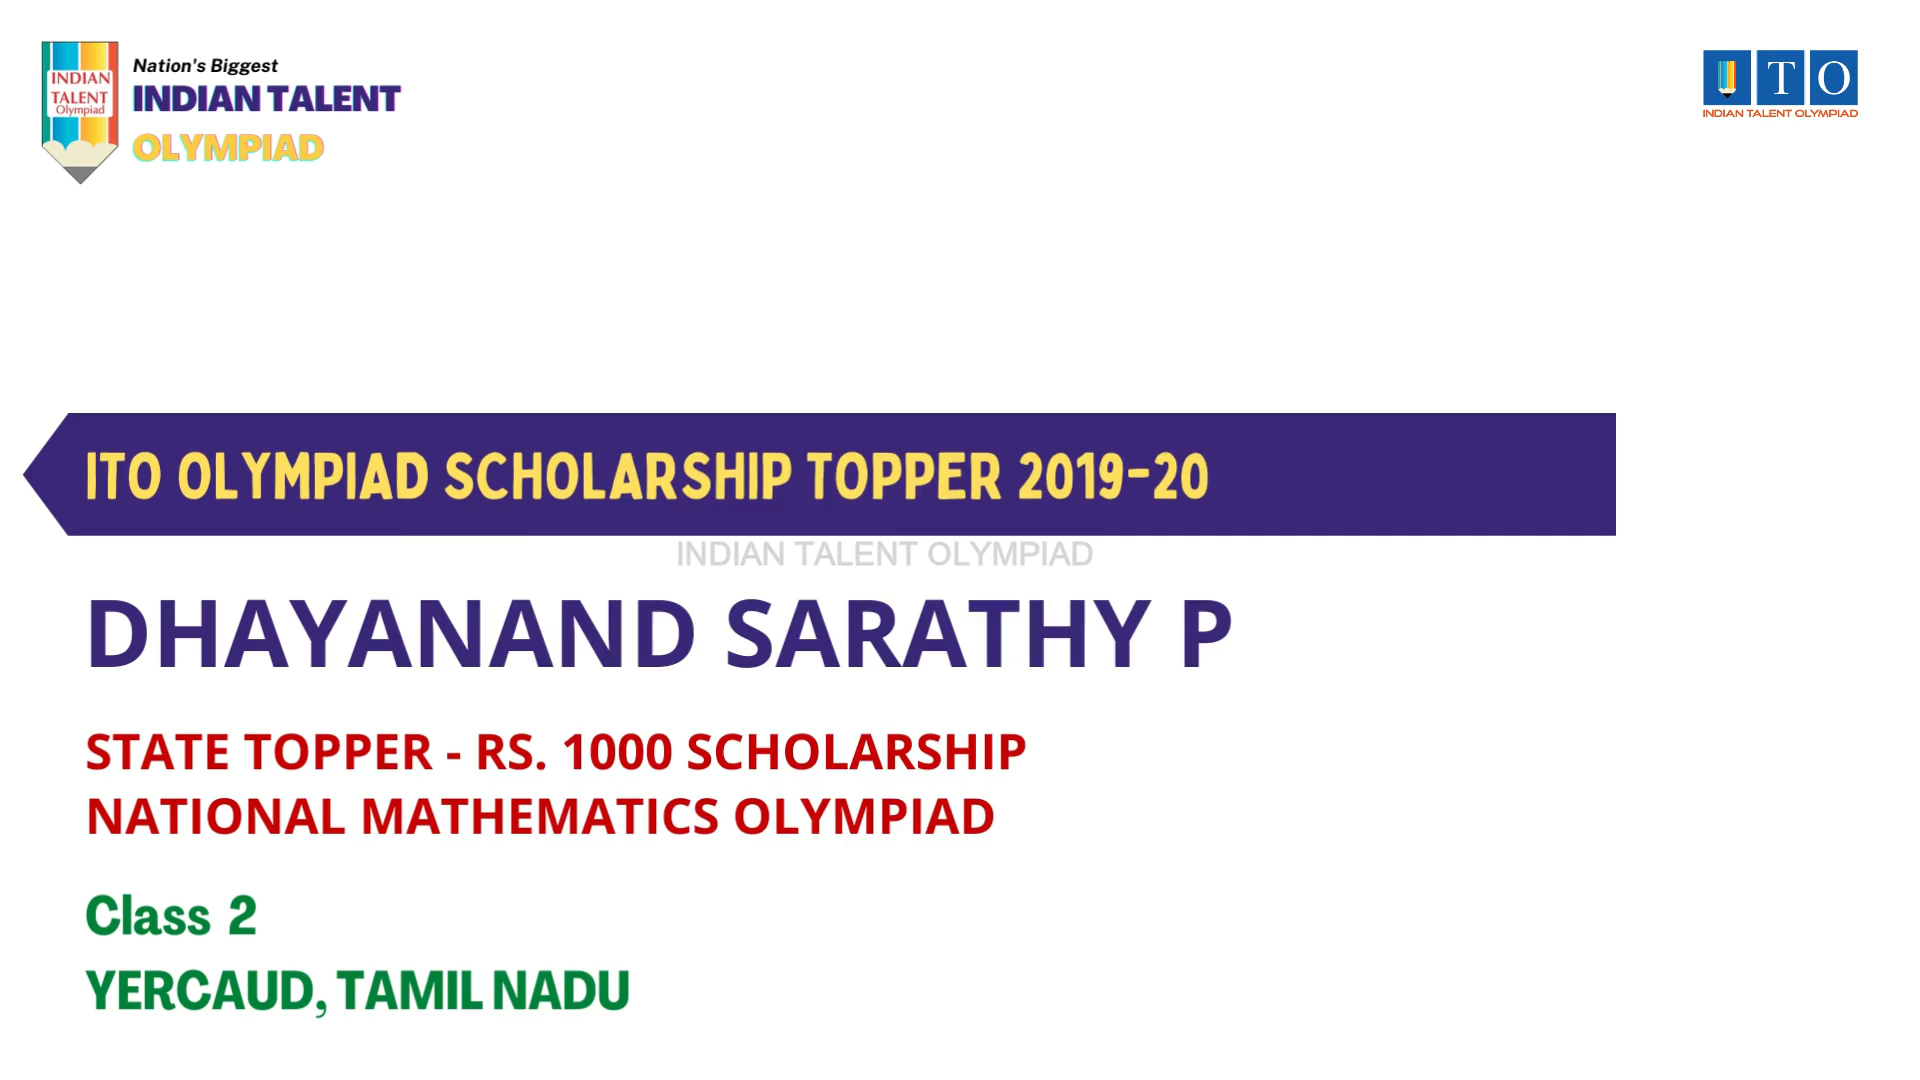 Nation's Biggest
INDIAN TALENT
OLYMPIAD
INDIAN
TALENT
Olympiad
TO
INDIAN TALENT OLYMPIAD
ITO OLYMPIAD SCHOLARSHIP TOPPER 2019-20
INDIAN TALENT OLYMPIAD
DHAYANAND SARATHY P
STATE TOPPER - RS. 1000 SCHOLARSHIP
NATIONAL MATHEMATICS OLYMPIAD
Class 2
YERCAUD, TAMIL NADU